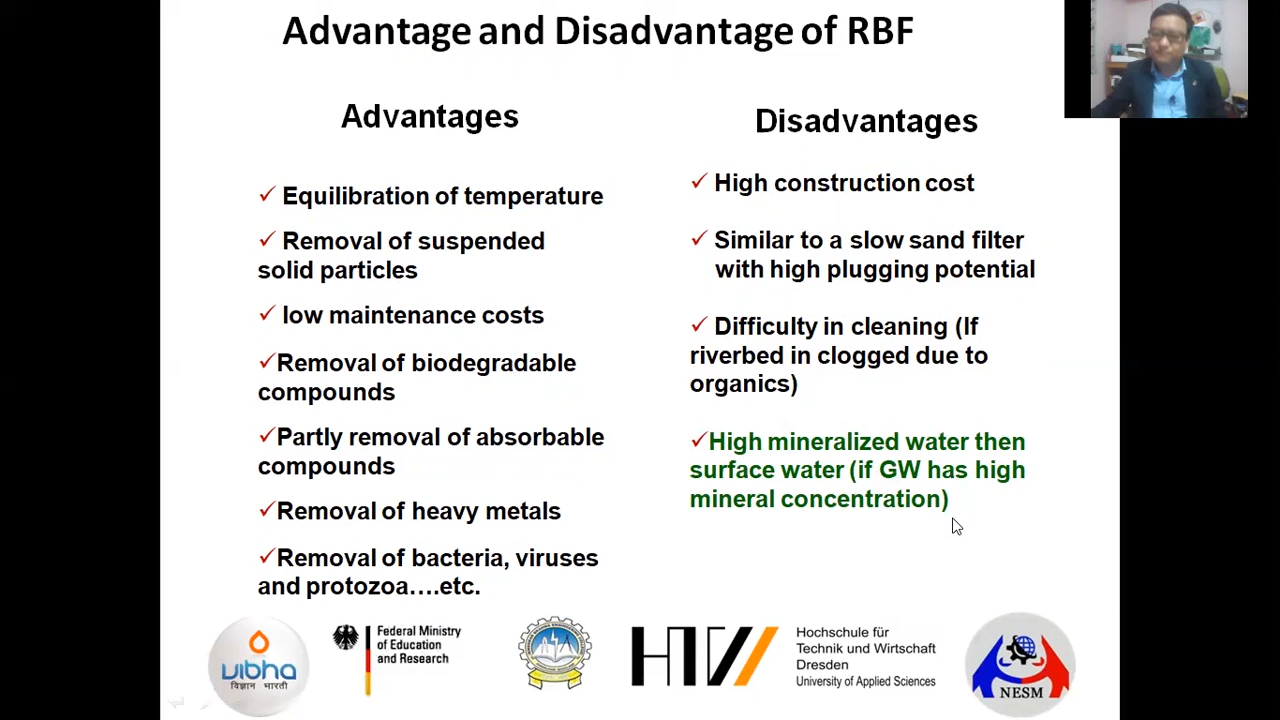 Advantage and Disadvantage of RBF
Advantages
✓ Equilibration of temperature
✓ Removal of suspended
solid particles
✓ low maintenance costs
✓Removal of biodegradable
compounds
✓Partly removal of absorbable
compounds
✓Removal of heavy metals
✓Removal of bacteria, viruses
and protozoa....etc.
Disadvantages
✓ High construction cost
✓ Similar to a slow sand filter
with high plugging potential
✓ Difficulty in cleaning (If
riverbed in clogged due to
organics)
✓High mineralized water then
surface water (if GW has high
mineral concentration)
vibha
विज्ञान भारती
Federal Ministry
of Education
and Research
HTW
Hochschule für
Technik und Wirtschaft
Dresden
University of Applied Sciences
NESM